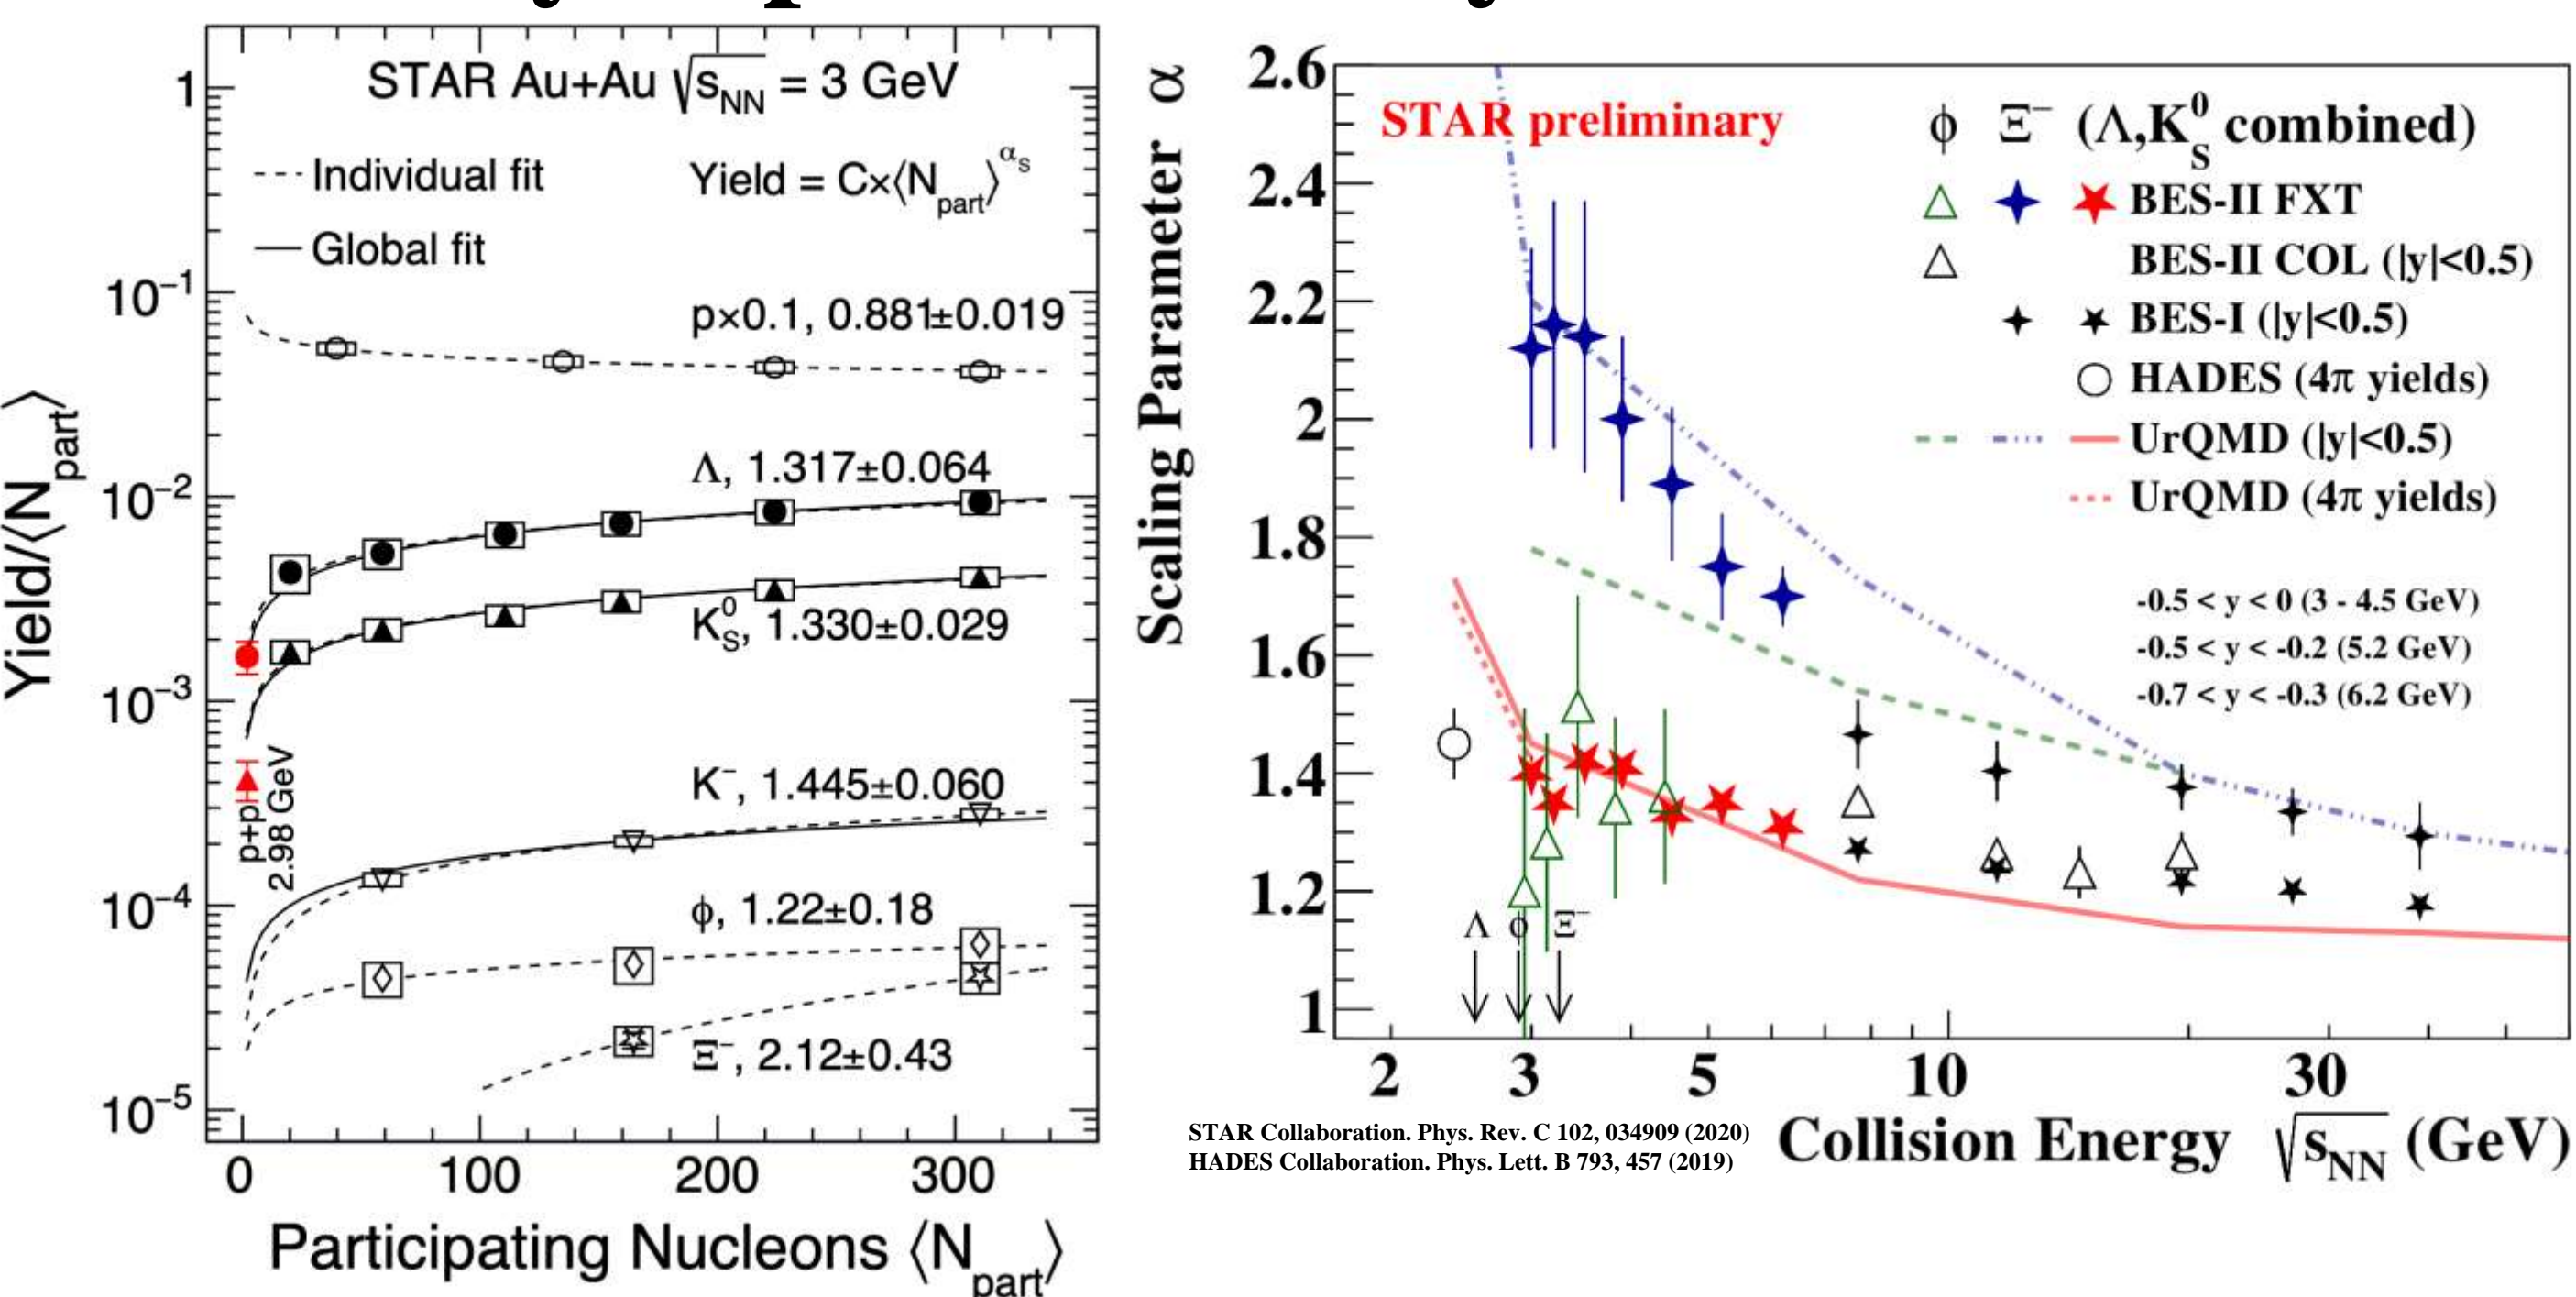 STAR Au+Au √sNN = 3 GeV
Individual fit
Yield = C×⟨Npart⟩^αS
Global fit
p×0.1, 0.881±0.019
Λ, 1.317±0.064
K0S, 1.330±0.029
K−, 1.445±0.060
ϕ, 1.22±0.18
Ξ−, 2.12±0.43
p+p
2.98 GeV
1
10−1
10−2
10−3
10−4
10−5
Yield/⟨Npart⟩
0 100 200 300
Participating Nucleons ⟨Npart⟩
STAR preliminary
ϕ Ξ− (Λ,K0S combined)
BES-II FXT
BES-II COL (|y|<0.5)
BES-I (|y|<0.5)
HADES (4π yields)
UrQMD (|y|<0.5)
UrQMD (4π yields)
-0.5 < y < 0 (3 - 4.5 GeV)
-0.5 < y < -0.2 (5.2 GeV)
-0.7 < y < -0.3 (6.2 GeV)
Λ ϕ Ξ−
2.6
2.4
2.2
2
1.8
1.6
1.4
1.2
1
Scaling Parameter α
2 3 5 10 30
Collision Energy √sNN (GeV)
STAR Collaboration. Phys. Rev. C 102, 034909 (2020)
HADES Collaboration. Phys. Lett. B 793, 457 (2019)